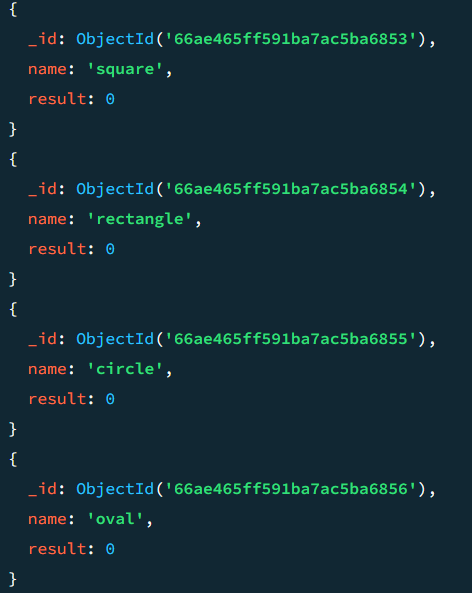 {
_id: ObjectId('66ae465ff591ba7ac5ba6853'),
name: 'square',
result: 0
}
{
_id: ObjectId('66ae465ff591ba7ac5ba6854'),
name: 'rectangle',
result: 0
}
{
_id: ObjectId('66ae465ff591ba7ac5ba6855'),
name: 'circle',
result: 0
}
{
_id: ObjectId('66ae465ff591ba7ac5ba6856'),
name: 'oval',
result: 0
}